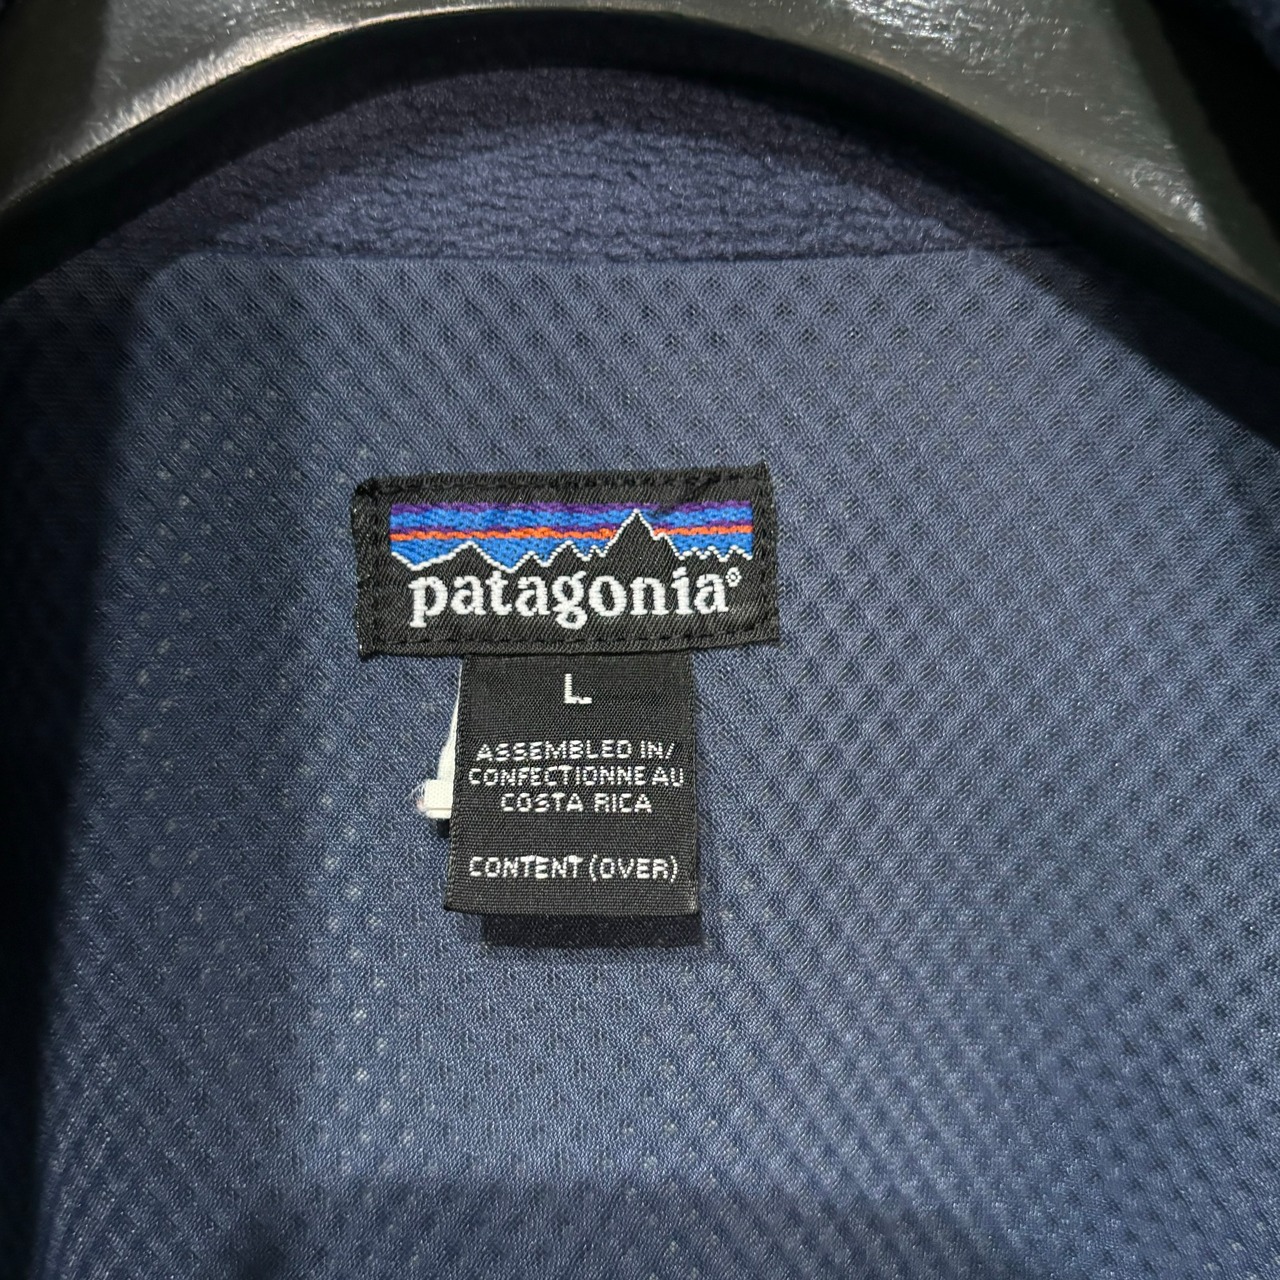 patagonia®
L
ASSEMBLED IN/
CONFECTIONNE AU
COSTA RICA
CONTENT (OVER)